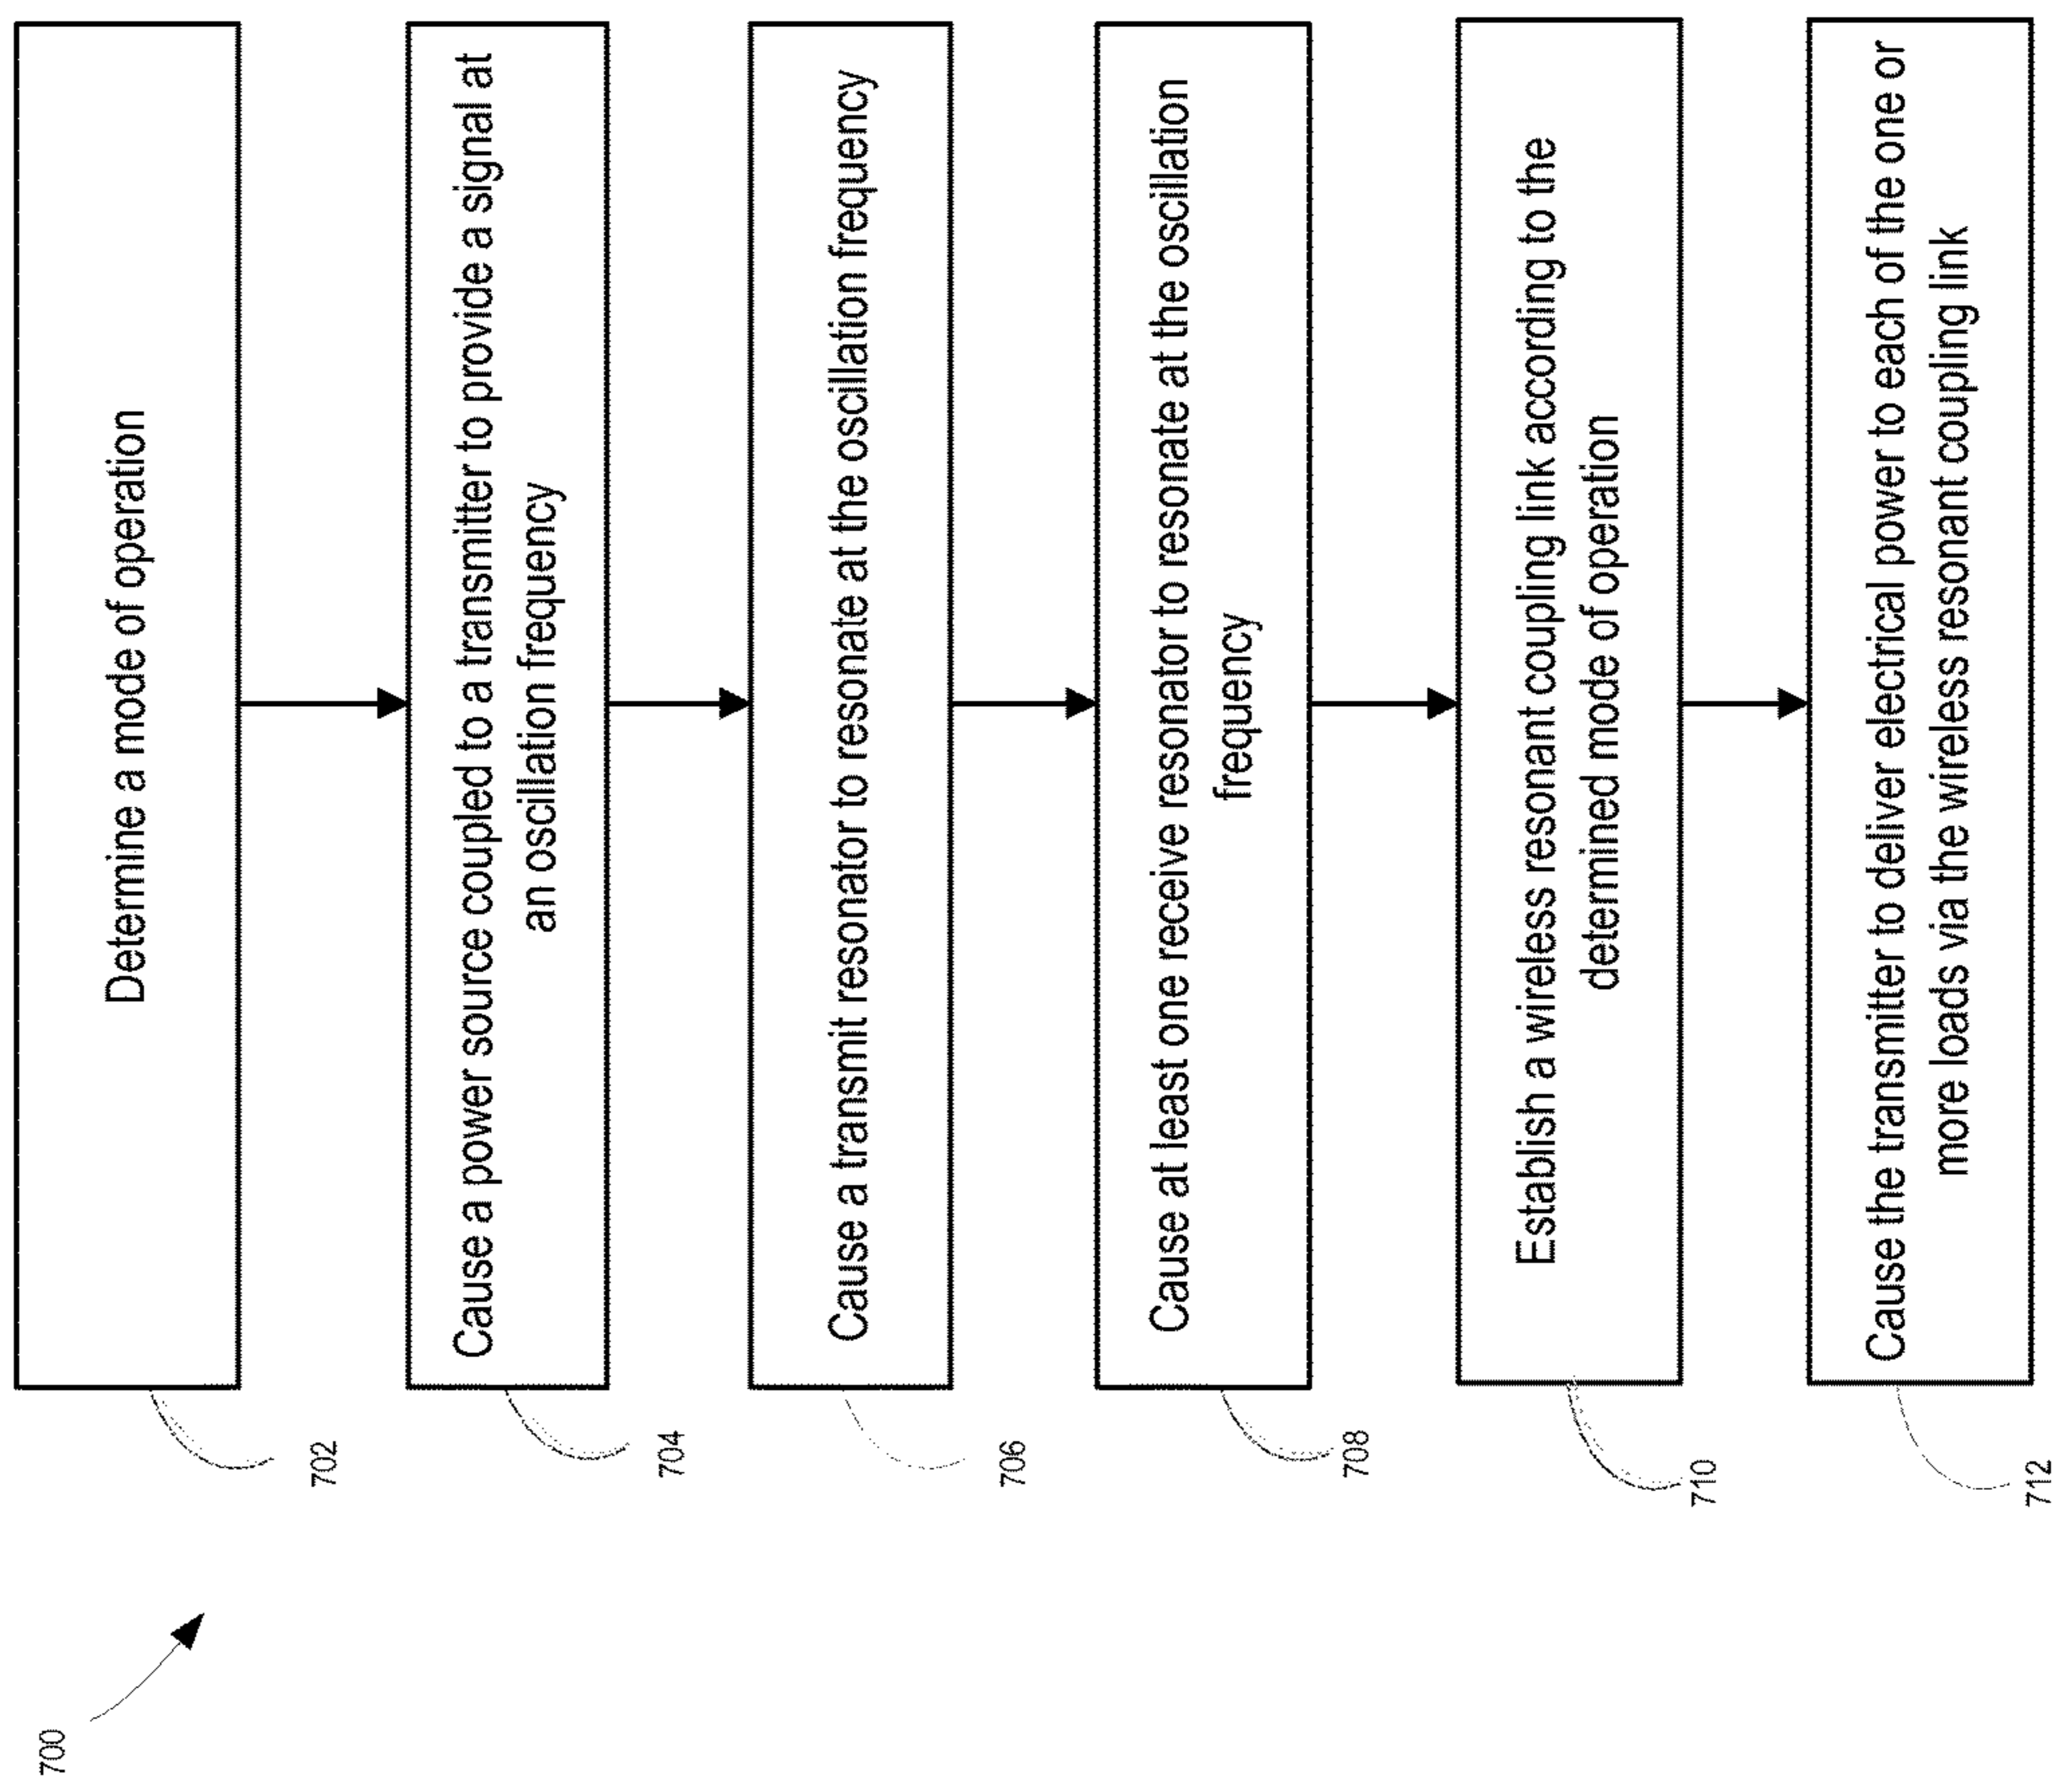 700
702
Determine a mode of operation
704
Cause a power source coupled to a transmitter to provide a signal at
an oscillation frequency
706
Cause a transmit resonator to resonate at the oscillation frequency
708
Cause at least one receive resonator to resonate at the oscillation
frequency
710
Establish a wireless resonant coupling link according to the
determined mode of operation
712
Cause the transmitter to deliver electrical power to each of the one or
more loads via the wireless resonant coupling link